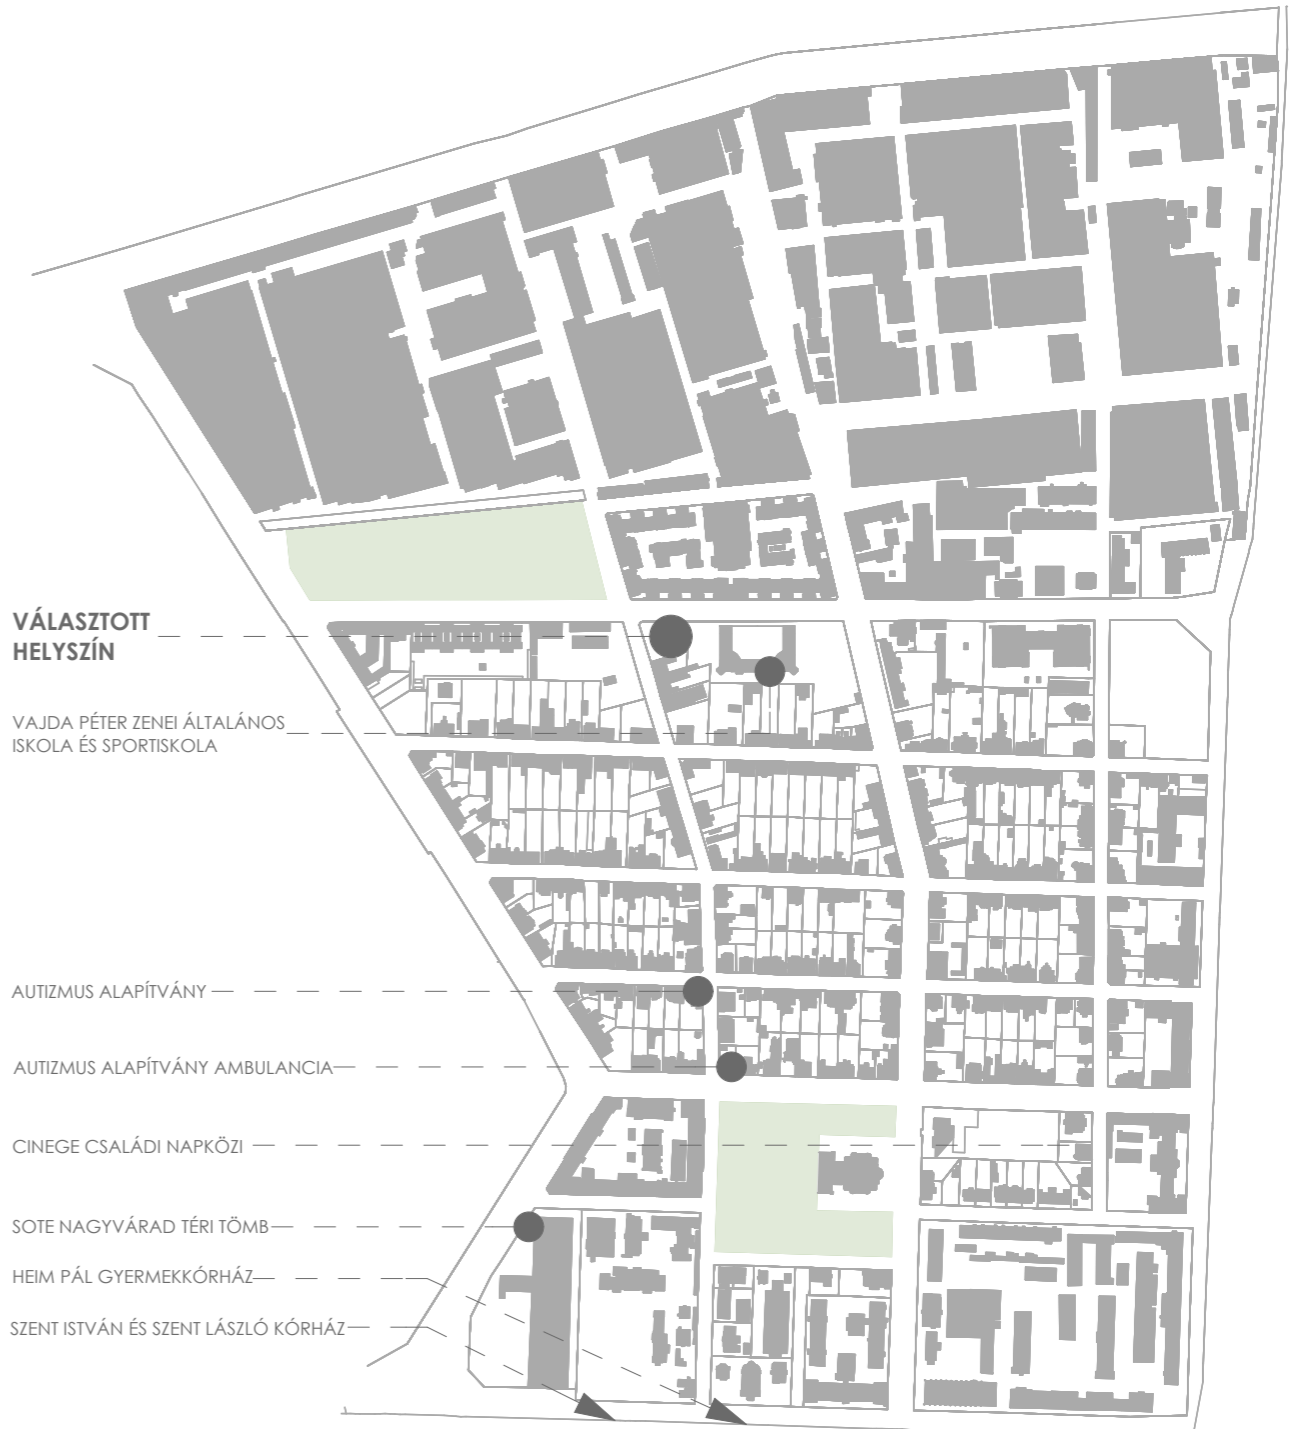 VÁLASZTOTT
HELYSZÍN
VAJDA PÉTER ZENEI ÁLTALÁNOS
ISKOLA ÉS SPORTISKOLA
AUTIZMUS ALAPÍTVÁNY
AUTIZMUS ALAPÍTVÁNY AMBULANCIA
CINEGE CSALÁDI NAPKÖZI
SOTE NAGYVÁRAD TÉRI TÖMB
HEIM PÁL GYERMEKKÓRHÁZ
SZENT ISTVÁN ÉS SZENT LÁSZLÓ KÓRHÁZ